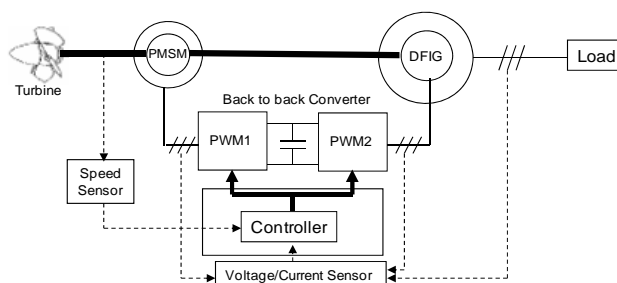 PMSM
DFIG
Load
Turbine
Back to back Converter
PWM1
PWM2
Speed
Sensor
Controller
Voltage/Current Sensor